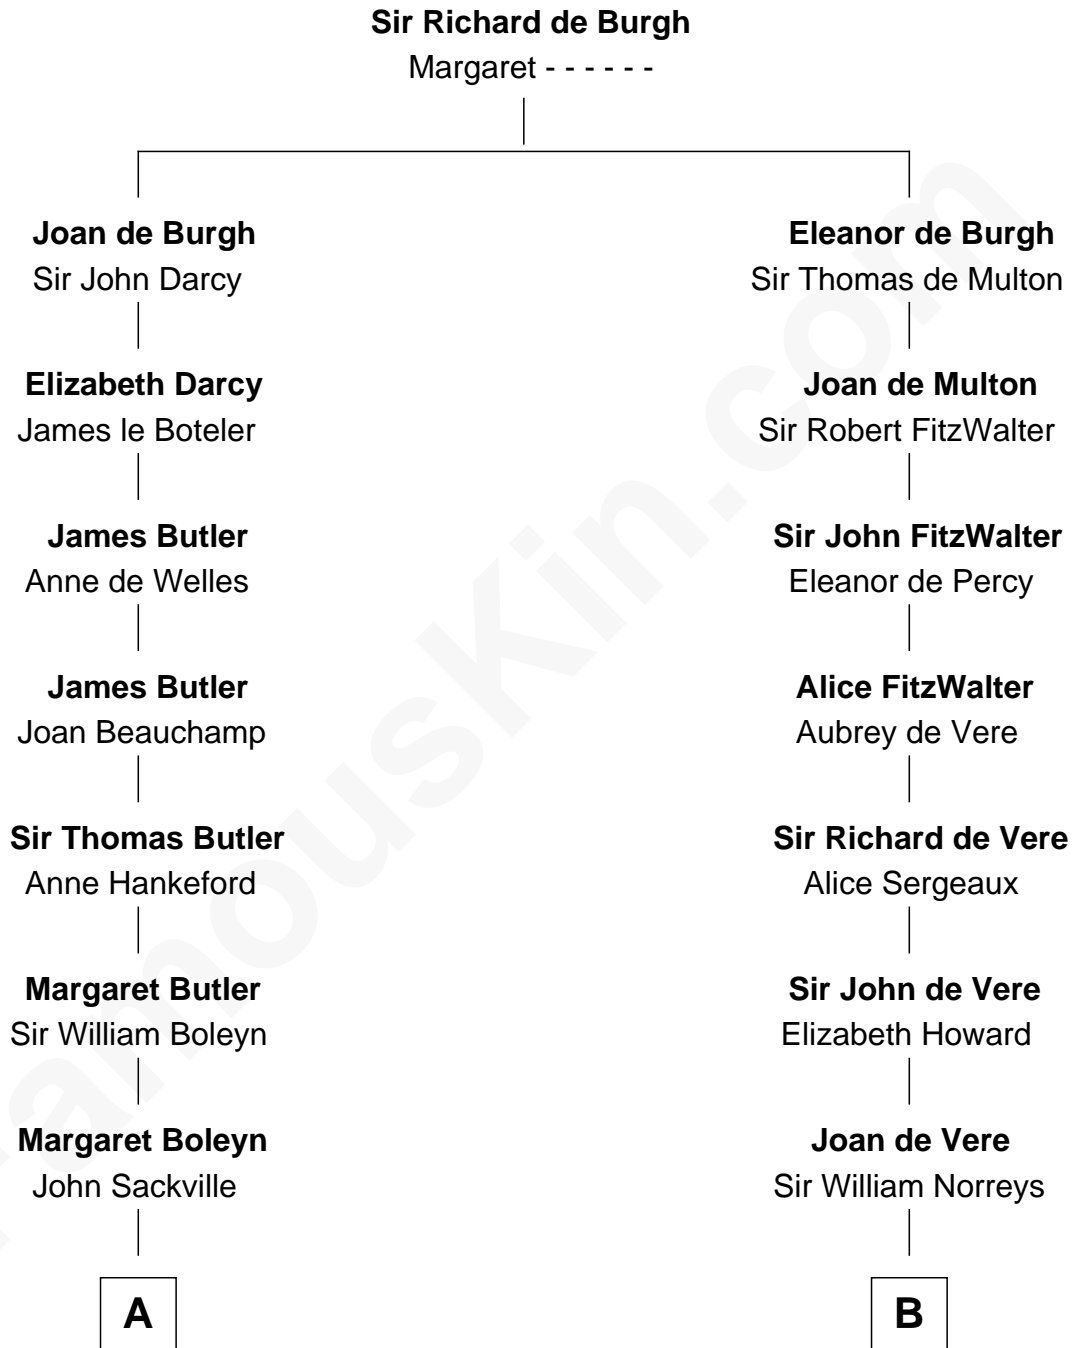 Sir Richard de Burgh
Margaret - - - - - -
Joan de Burgh
Sir John Darcy
Eleanor de Burgh
Sir Thomas de Multon
Elizabeth Darcy
James le Boteler
Joan de Multon
Sir Robert FitzWalter
James Butler
Anne de Welles
Sir John FitzWalter
Eleanor de Percy
James Butler
Joan Beauchamp
Alice FitzWalter
Aubrey de Vere
Sir Thomas Butler
Anne Hankeford
Sir Richard de Vere
Alice Sergeaux
Margaret Butler
Sir William Boleyn
Sir John de Vere
Elizabeth Howard
Margaret Boleyn
John Sackville
Joan de Vere
Sir William Norreys
A
B
FamousKin.com